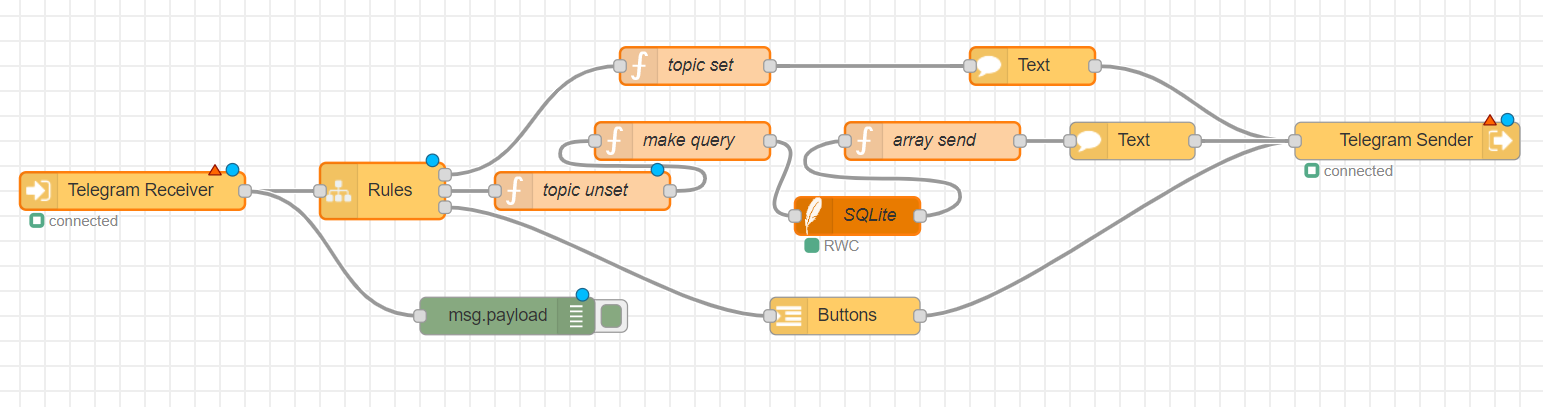 topic set
Text
make query
array send
Text
Telegram Sender
connected
Telegram Receiver
connected
Rules
topic unset
SQLite
RWC
msg.payload
Buttons